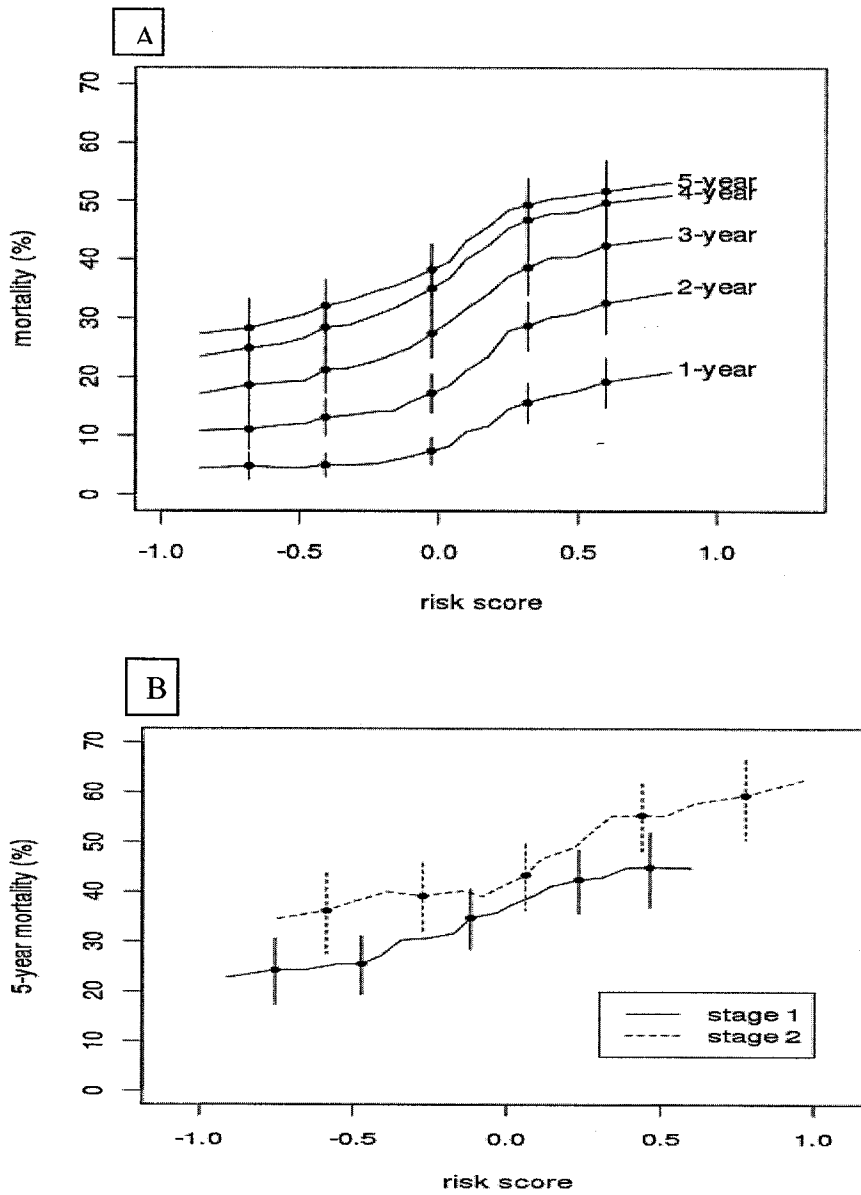 A
70
60
50
40
30
20
10
0
mortality (%)
5-year
4-year
3-year
2-year
1-year
-1.0 -0.5 0.0 0.5 1.0
risk score
B
70
60
50
40
30
20
10
0
5-year mortality (%)
stage 1
stage 2
-1.0 -0.5 0.0 0.5 1.0
risk score